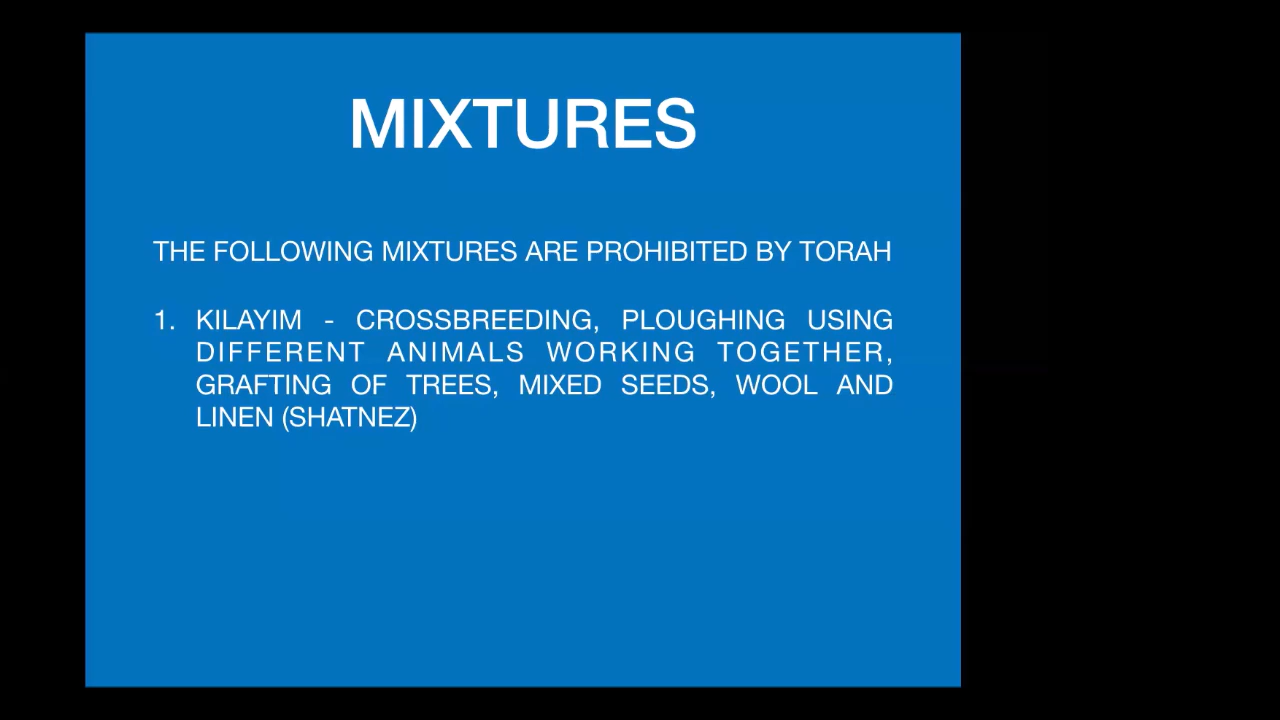 MIXTURES
THE FOLLOWING MIXTURES ARE PROHIBITED BY TORAH
1. KILAYIM - CROSSBREEDING, PLOUGHING USING
DIFFERENT ANIMALS WORKING TOGETHER,
GRAFTING OF TREES, MIXED SEEDS, WOOL AND
LINEN (SHATNEZ)